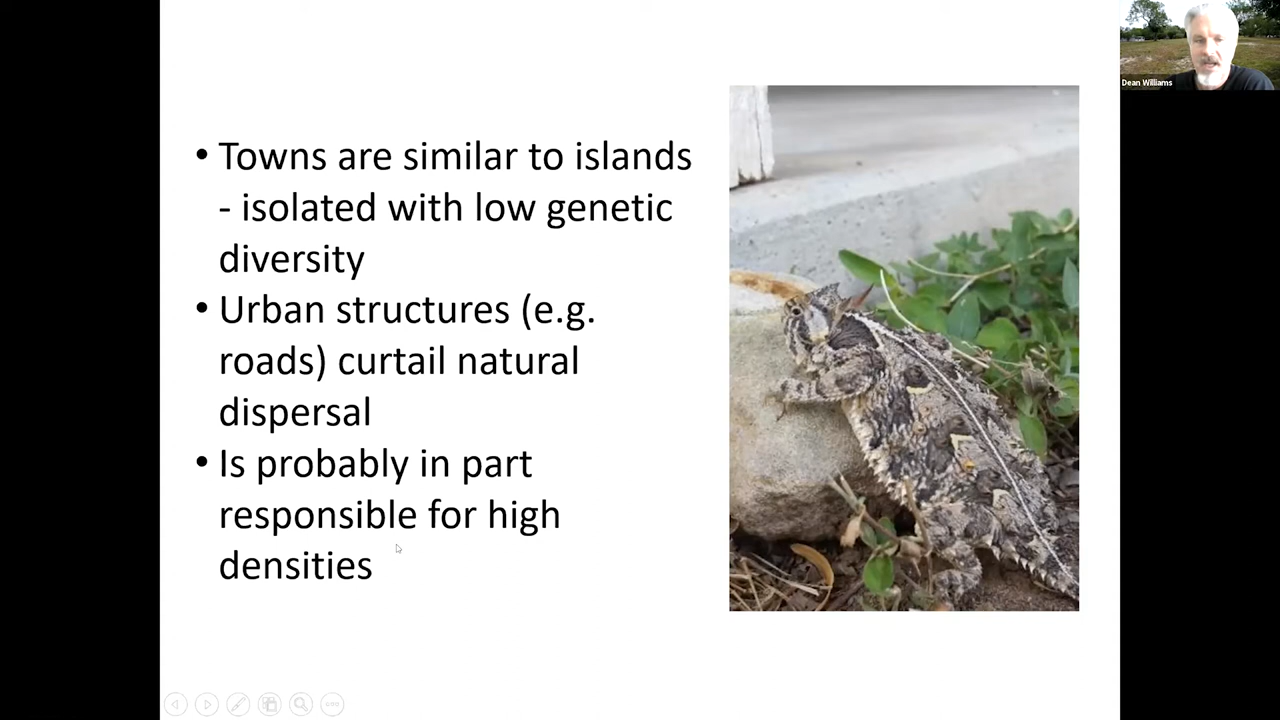 • Towns are similar to islands
- isolated with low genetic
diversity
• Urban structures (e.g.
roads) curtail natural
dispersal
• Is probably in part
responsible for high
densities
Dean Williams